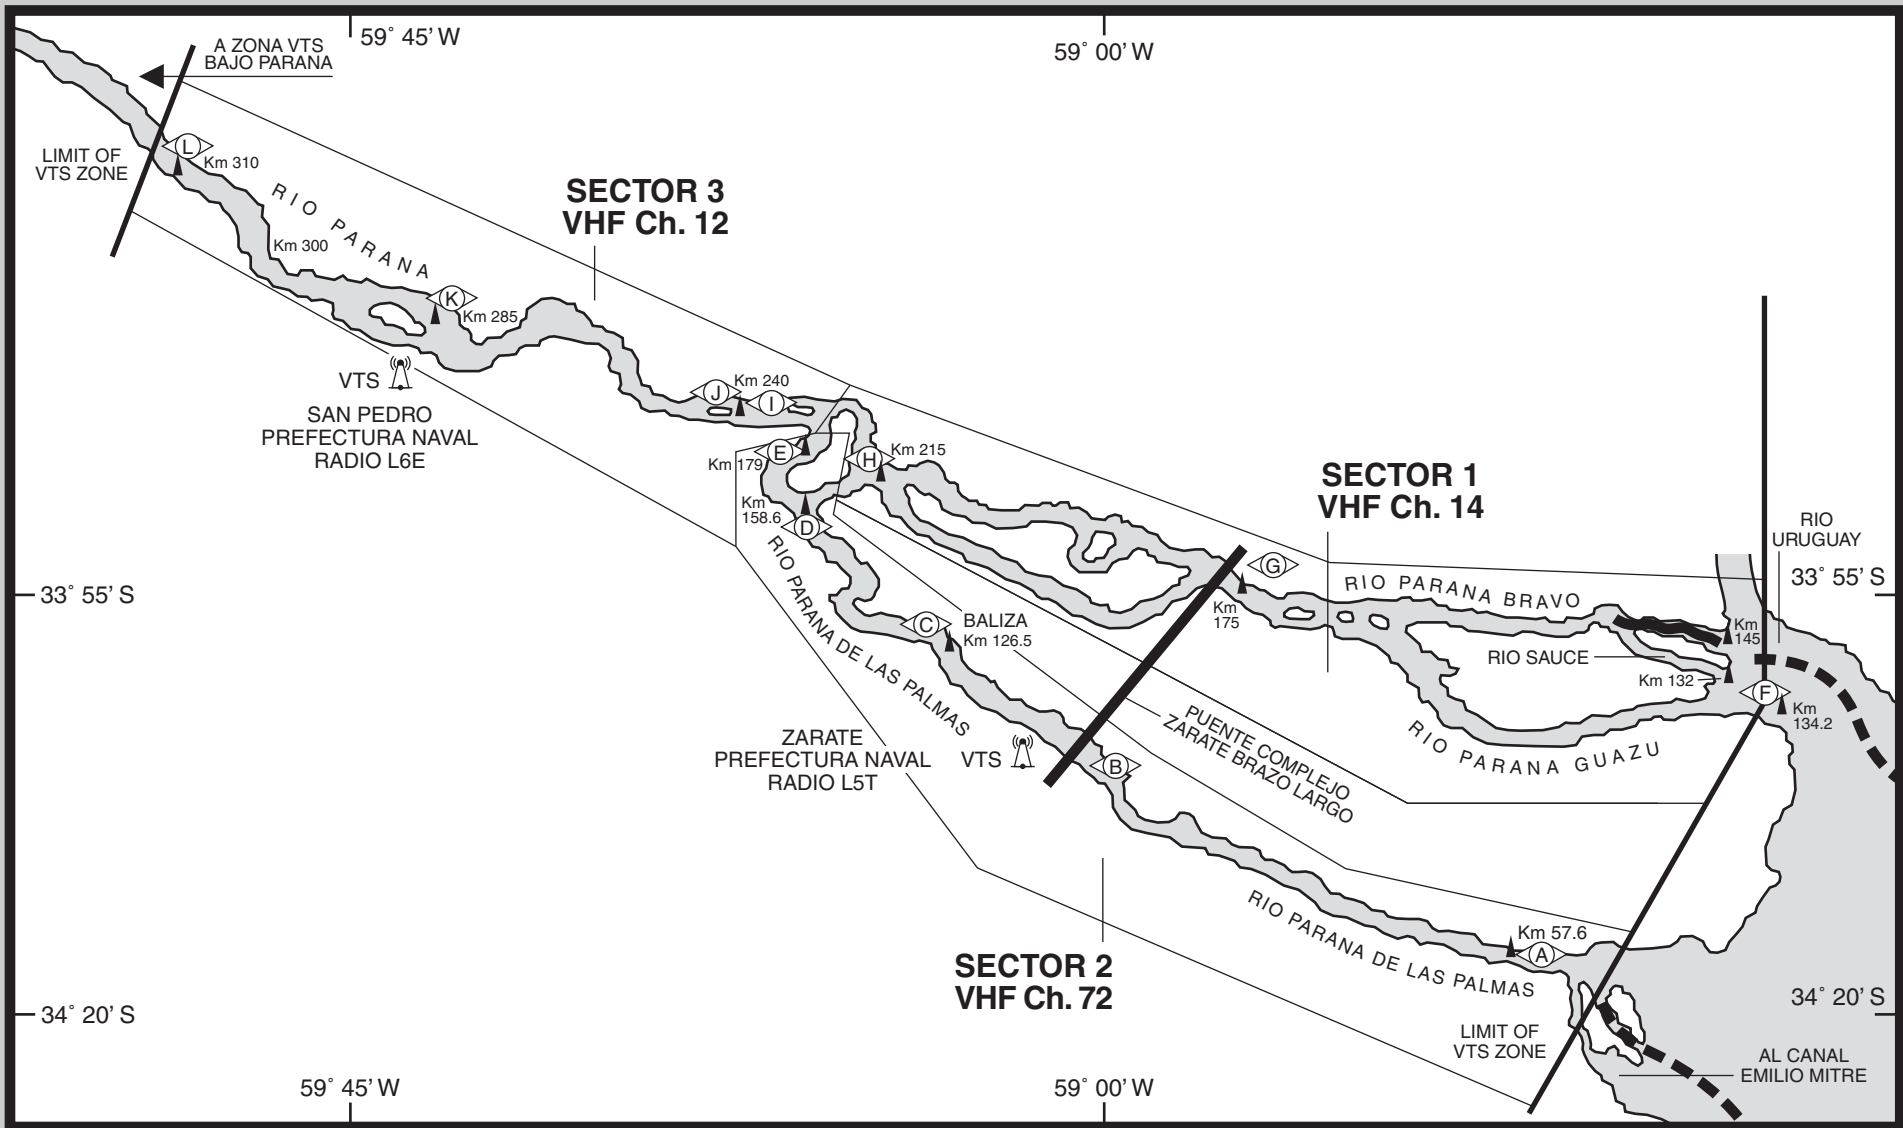 59° 45' W
59° 00' W
A ZONA VTS
BAJO PARANA
LIMIT OF
VTS ZONE
L
Km 310
RIO PARANA
Km 300
K
Km 285
SECTOR 3
VHF Ch. 12
VTS
SAN PEDRO
PREFECTURA NAVAL
RADIO L6E
J
Km 240
I
E
Km 179
H
Km 215
Km
158.6
D
SECTOR 1
VHF Ch. 14
RIO
URUGUAY
33° 55' S
33° 55' S
G
Km
175
RIO PARANA BRAVO
Km
145
RIO SAUCE
Km 132
F
Km
134.2
RIO PARANA GUAZU
C
BALIZA
Km 126.5
RIO PARANA DE LAS PALMAS
ZARATE
PREFECTURA NAVAL
RADIO L5T
VTS
B
PUENTE COMPLEJO
ZARATE BRAZO LARGO
SECTOR 2
VHF Ch. 72
RIO PARANA DE LAS PALMAS
Km 57.6
A
34° 20' S
34° 20' S
LIMIT OF
VTS ZONE
AL CANAL
EMILIO MITRE
59° 45' W
59° 00' W